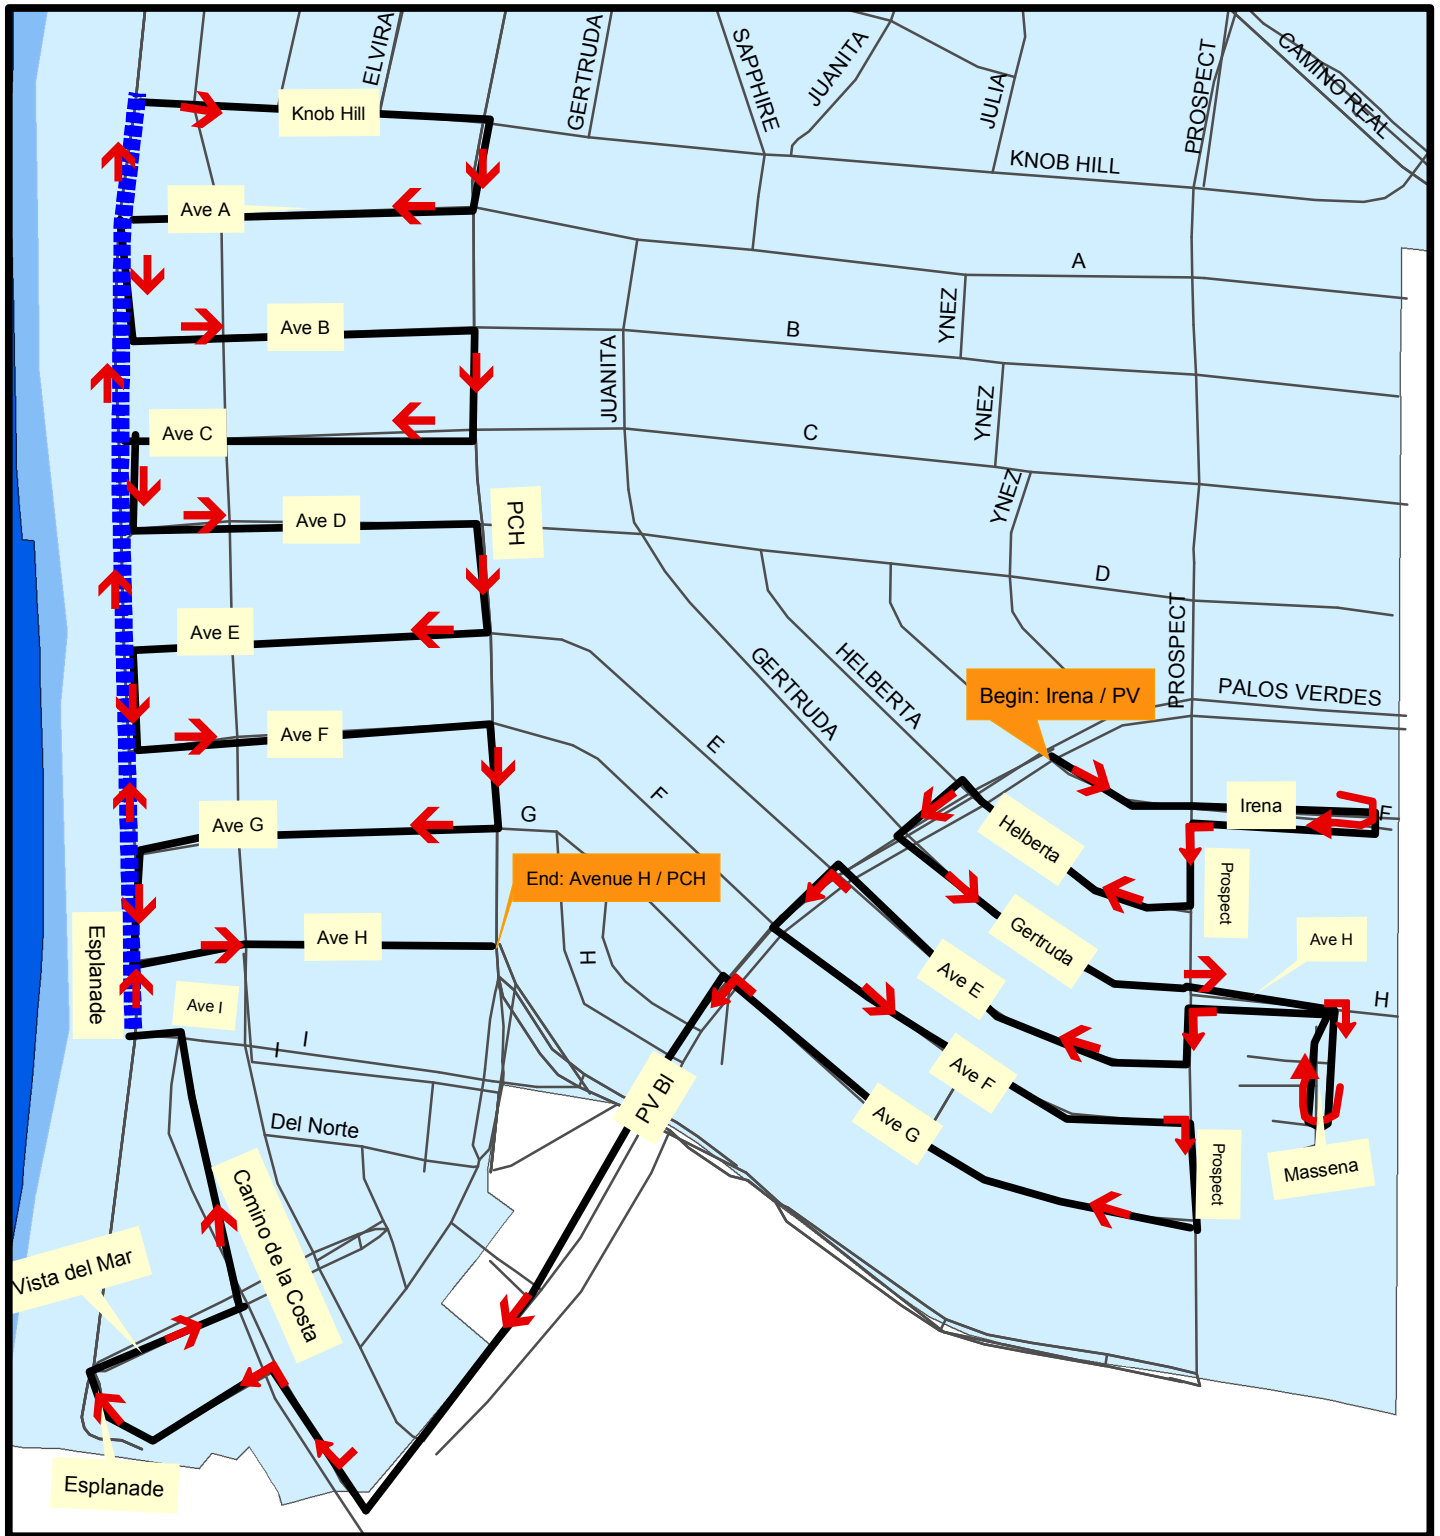 ELVIRA
GERTRUDA
SAPPHIRE
JUANITA
JULIA
PROSPECT
CAMINO REAL
Knob Hill
KNOB HILL
Ave A
A
Ave B
B
YNEZ
JUANITA
Ave C
C
YNEZ
YNEZ
Ave D
PCH
D
Ave E
GERTRUDA
HELBERTA
PROSPECT
PALOS VERDES
Begin: Irena / PV
Ave F
E
F
Irena
F
Ave G
G
Helberta
Prospect
End: Avenue H / PCH
Esplanade
Ave H
H
Gertruda
Ave H
Ave E
H
Ave I
I
I
Ave F
PV Bl
Ave G
Del Norte
Massena
Prospect
Camino de la Costa
Vista del Mar
Esplanade